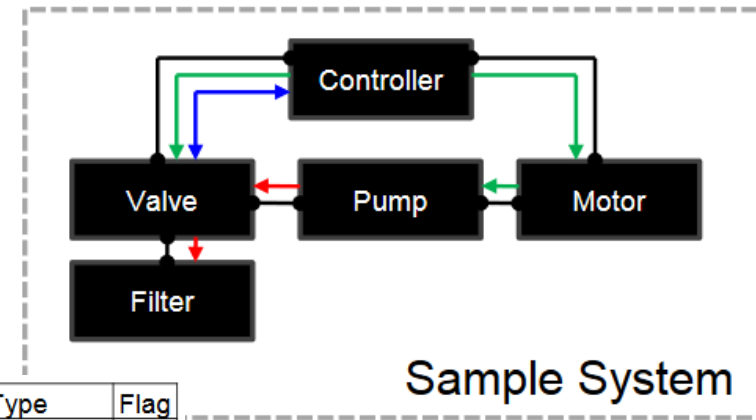 Controller
Valve
Pump
Motor
Filter
Sample System
Type Flag